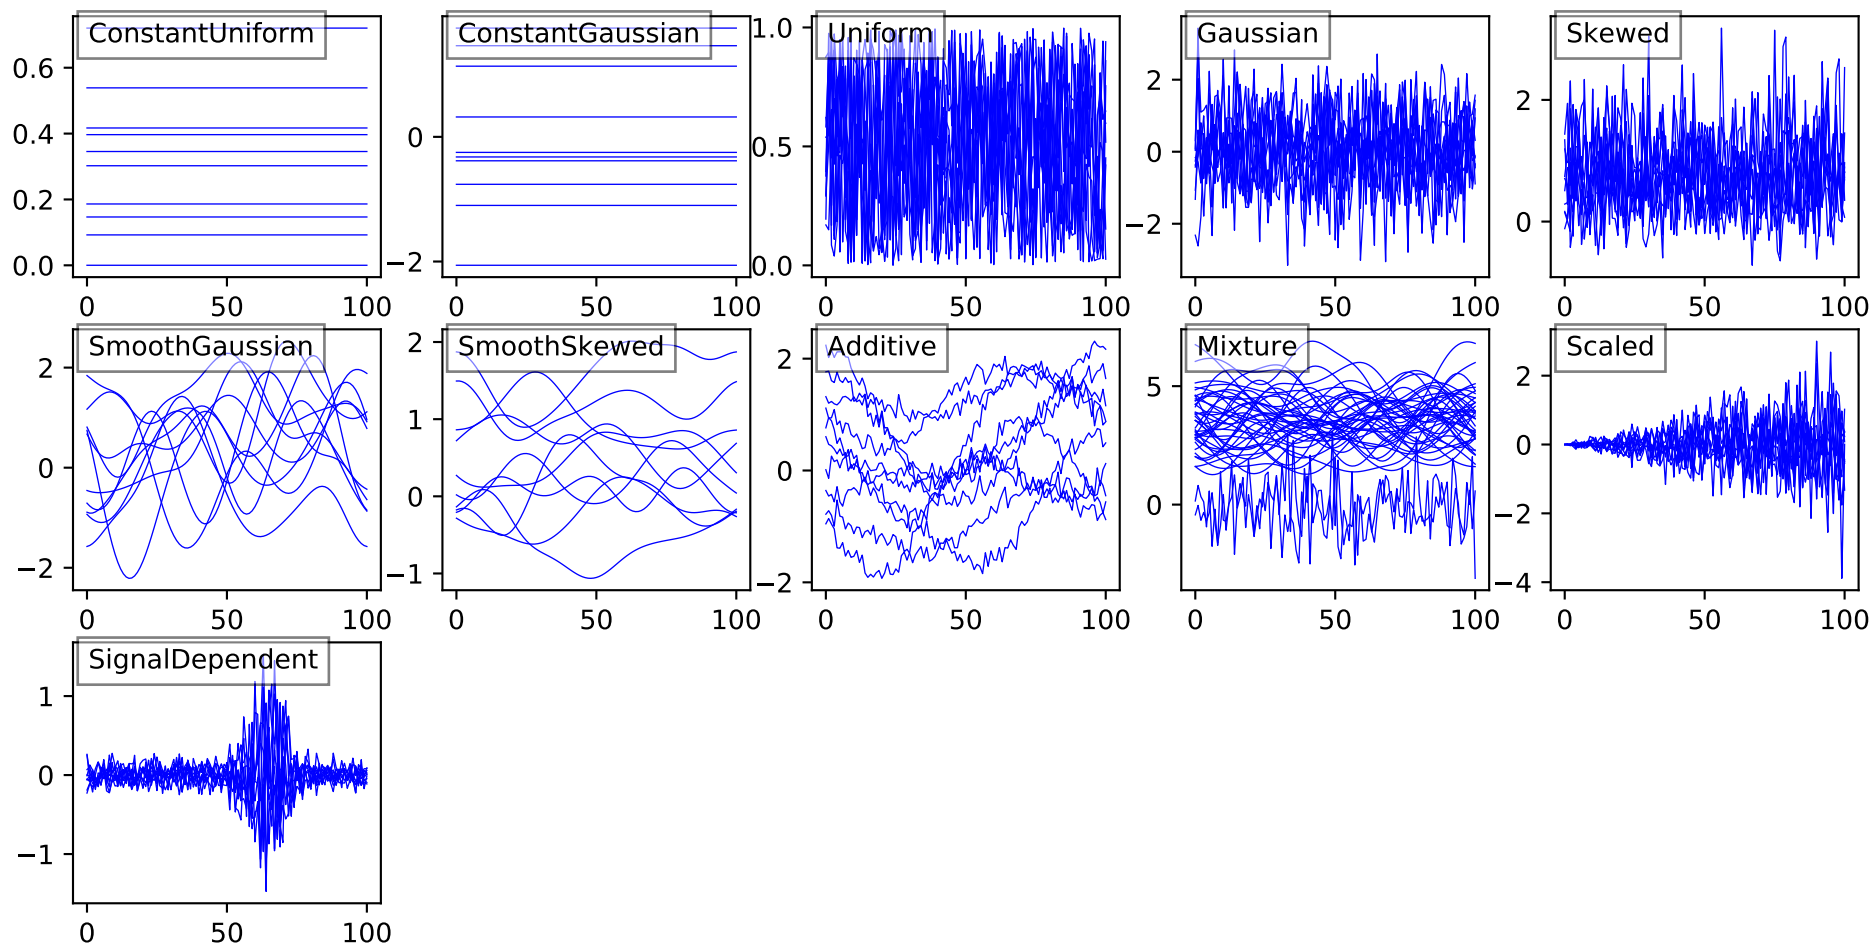 ConstantUniform
0.6
0.4
0.2
0.0
0 50 100
ConstantGaussian
0
−2
0 50 100
Uniform
1.0
0.5
0.0
0 50 100
Gaussian
2
0
−2
0 50 100
Skewed
2
0
0 50 100
SmoothGaussian
2
0
−2
0 50 100
SmoothSkewed
2
1
0
−1
0 50 100
Additive
2
0
−2
0 50 100
Mixture
5
0
0 50 100
Scaled
2
0
−2
−4
0 50 100
SignalDependent
1
0
−1
0 50 100